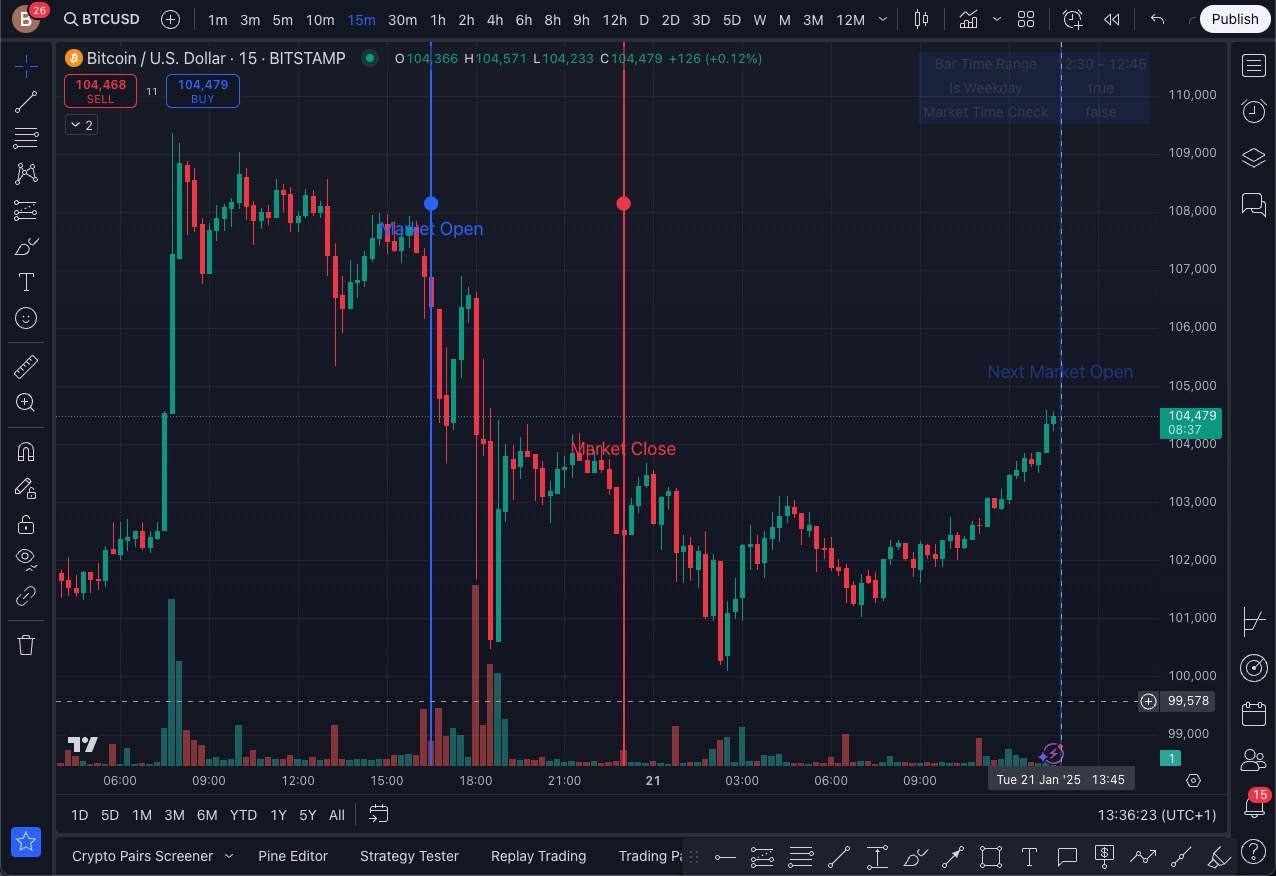 B
26
BTCUSD
1m 3m 5m 10m 15m 30m 1h 2h 4h 6h 8h 9h 12h D 2D 3D 5D W M 3M 12M
Publish
Bitcoin / U.S. Dollar · 15 · BITSTAMP
O104,366 H104,571 L104,233 C104,479 +126 (+0.12%)
104,468
SELL
11
104,479
BUY
2
Bar Time Range 12:30 - 12:45
Is Weekday true
Market Time Check false
Market Open
Market Close
Next Market Open
110,000
109,000
108,000
107,000
106,000
105,000
104,479
08:37
104,000
103,000
102,000
101,000
100,000
99,578
99,000
1
06:00 09:00 12:00 15:00 18:00 21:00 21 03:00 06:00 09:00
Tue 21 Jan '25 13:45
1D 5D 1M 3M 6M YTD 1Y 5Y All
13:36:23 (UTC+1)
15
Crypto Pairs Screener
Pine Editor
Strategy Tester
Replay Trading
Trading Pa